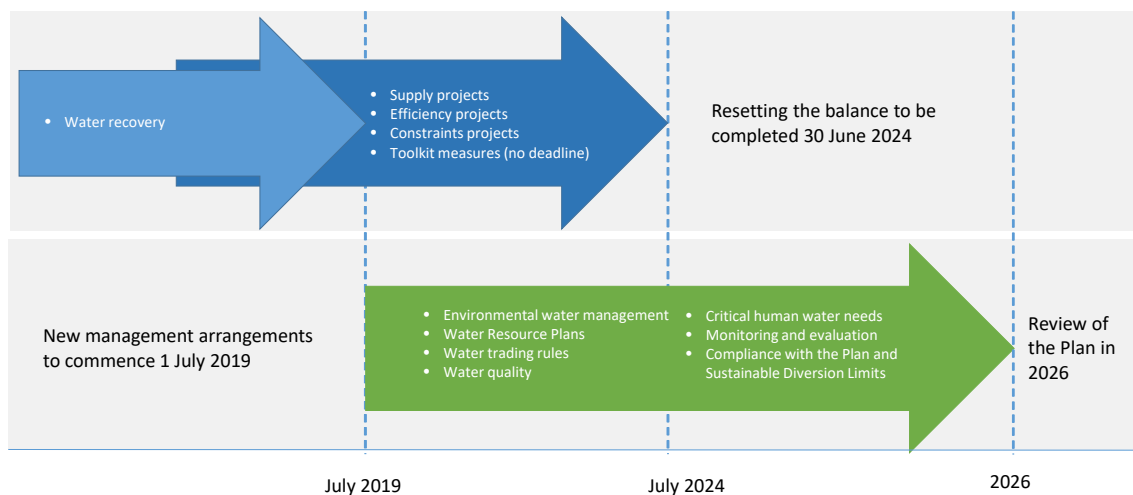 • Water recovery
• Supply projects
• Efficiency projects
• Constraints projects
• Toolkit measures (no deadline)
Resetting the balance to be
completed 30 June 2024
New management arrangements
to commence 1 July 2019
• Environmental water management
• Water Resource Plans
• Water trading rules
• Water quality
• Critical human water needs
• Monitoring and evaluation
• Compliance with the Plan and
Sustainable Diversion Limits
Review of
the Plan in
2026
July 2019
July 2024
2026